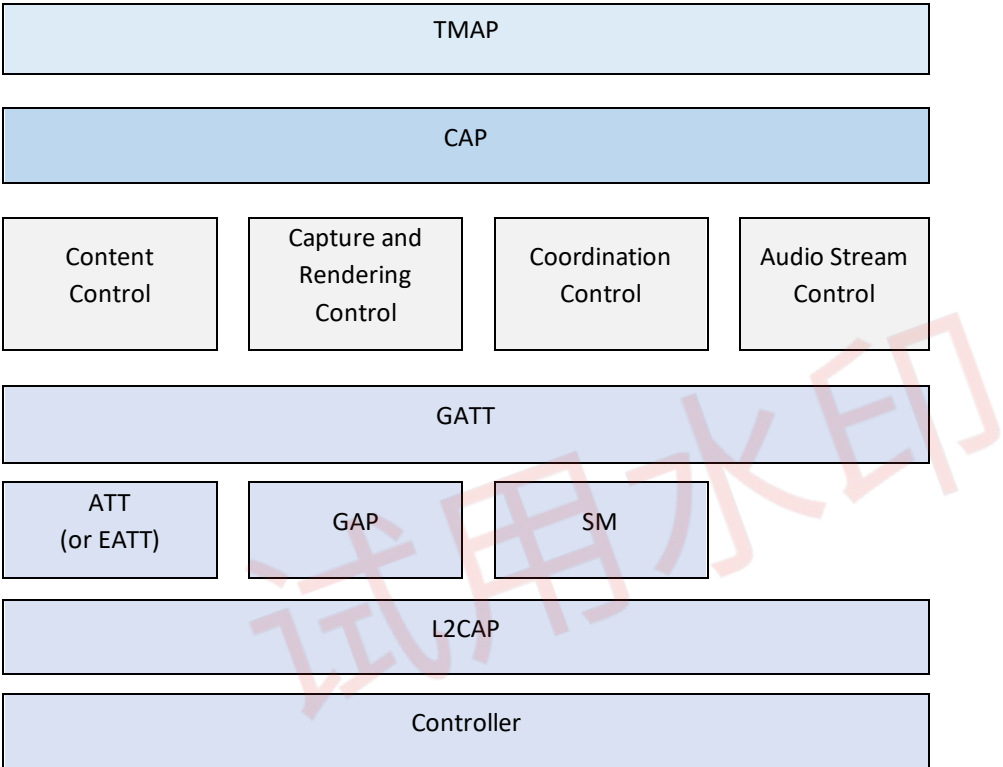 TMAP
CAP
Content
Control
Capture and
Rendering
Control
Coordination
Control
Audio Stream
Control
GATT
ATT
(or EATT)
GAP
SM
L2CAP
Controller
试用水印